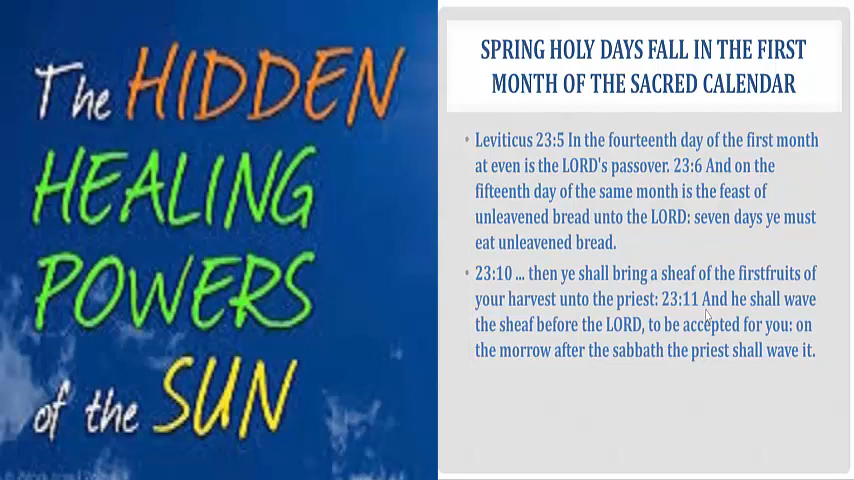 The HIDDEN
HEALING
POWERS
of the SUN
SPRING HOLY DAYS FALL IN THE FIRST
MONTH OF THE SACRED CALENDAR
• Leviticus 23:5 In the fourteenth day of the first month
at even is the LORD's passover. 23:6 And on the
fifteenth day of the same month is the feast of
unleavened bread unto the LORD: seven days ye must
eat unleavened bread.
• 23:10 ... then ye shall bring a sheaf of the firstfruits of
your harvest unto the priest: 23:11 And he shall wave
the sheaf before the LORD, to be accepted for you: on
the morrow after the sabbath the priest shall wave it.